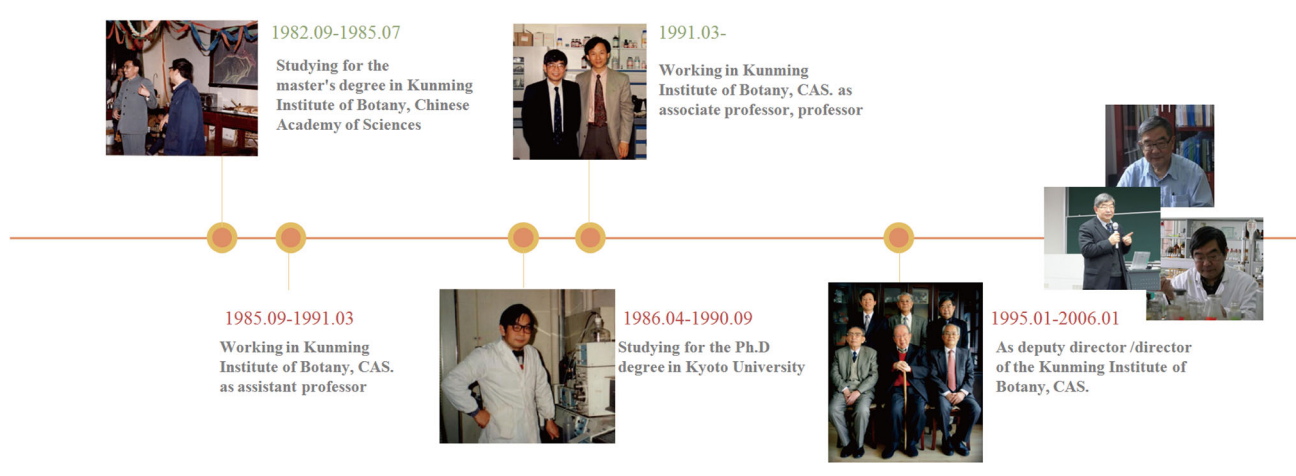 1982.09-1985.07
Studying for the
master's degree in Kunming
Institute of Botany, Chinese
Academy of Sciences
1985.09-1991.03
Working in Kunming
Institute of Botany, CAS.
as assistant professor
1986.04-1990.09
Studying for the Ph.D
degree in Kyoto University
1991.03-
Working in Kunming
Institute of Botany, CAS. as
associate professor, professor
1995.01-2006.01
As deputy director /director
of the Kunming Institute of
Botany, CAS.